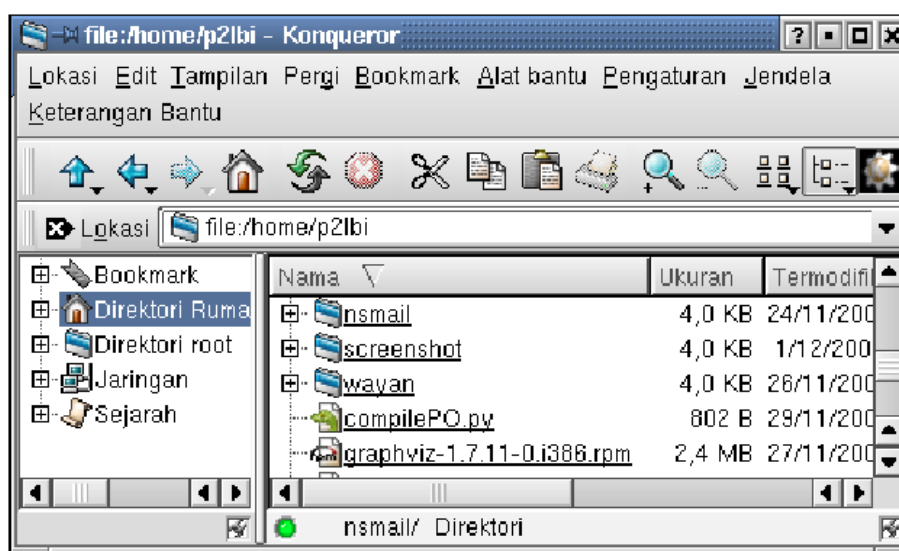 file:/home/p2lbi - Konqueror
Lokasi Edit Tampilan Pergi Bookmark Alat bantu Pengaturan Jendela
Keterangan Bantu
Lokasi file:/home/p2lbi
Bookmark
Direktori Ruma
Direktori root
Jaringan
Sejarah
Nama Ukuran Termodifi
nsmail 4,0 KB 24/11/200
screenshot 4,0 KB 1/12/200
wayan 4,0 KB 26/11/200
compilePO.py 802 B 29/11/200
graphviz-1.7.11-0.i386.rpm 2,4 MB 27/11/200
nsmail/ Direktori